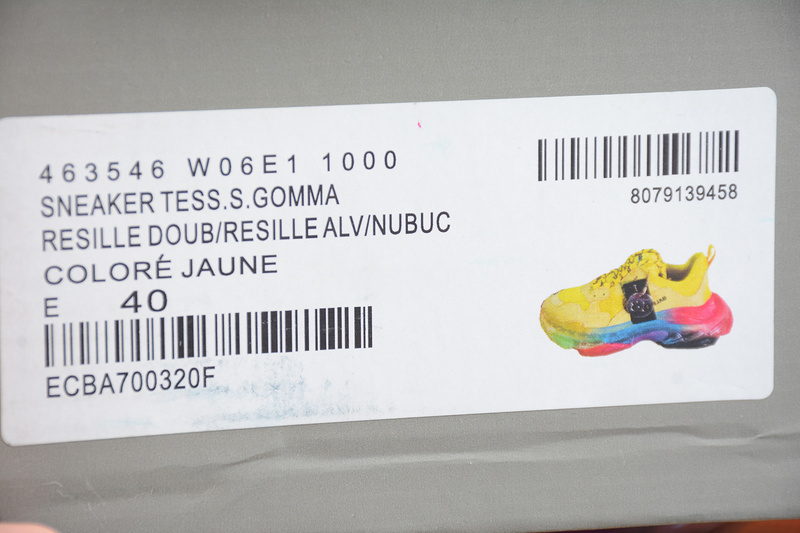 463546 W06E1 1000
SNEAKER TESS.S.GOMMA
RESILLE DOUB/RESILLE ALV/NUBUC
COLORÉ JAUNE
E 40
ECBA700320F
8079139458